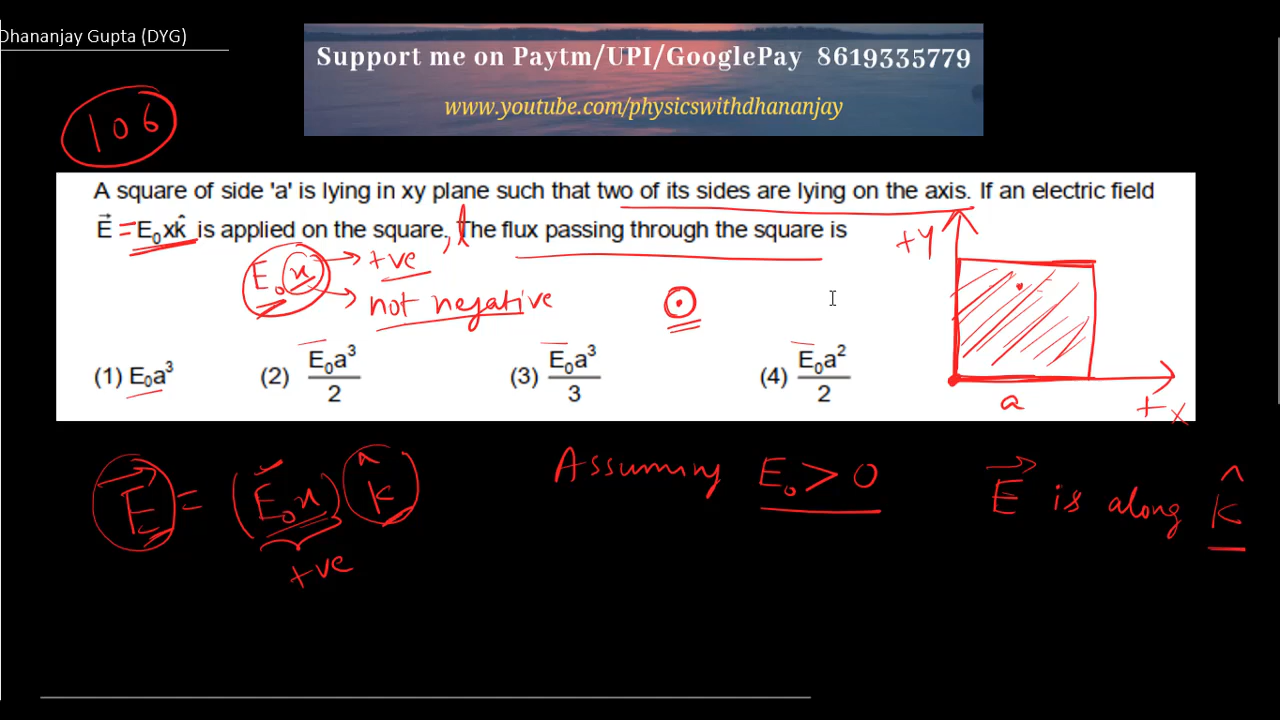 Dhananjay Gupta (DYG)
Support me on Paytm/UPI/GooglePay 8619335779
www.youtube.com/physicswithdhananjay
106
A square of side 'a' is lying in xy plane such that two of its sides are lying on the axis. If an electric field
E⃗ = E₀xk̂ is applied on the square, The flux passing through the square is
+y
E₀x → +ve
→ not negative
(1) E₀a³ (2) E₀a³/2 (3) E₀a³/3 (4) E₀a²/2
a
+x
E⃗ = (E₀x) k̂
+ve
Assuming E₀ > 0
E⃗ is along k̂